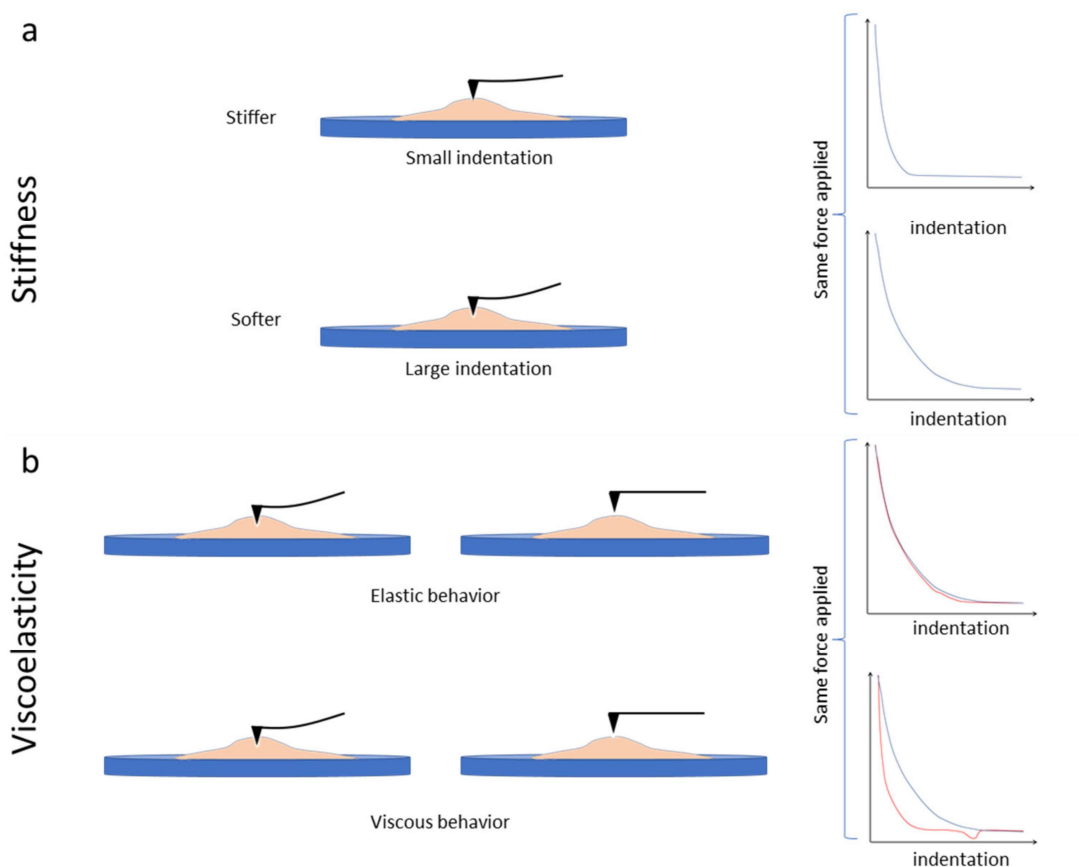 a
Stiffness
Stiffer
Small indentation
Softer
Large indentation
Same force applied
indentation
indentation
b
Viscoelasticity
Elastic behavior
Viscous behavior
Same force applied
indentation
indentation